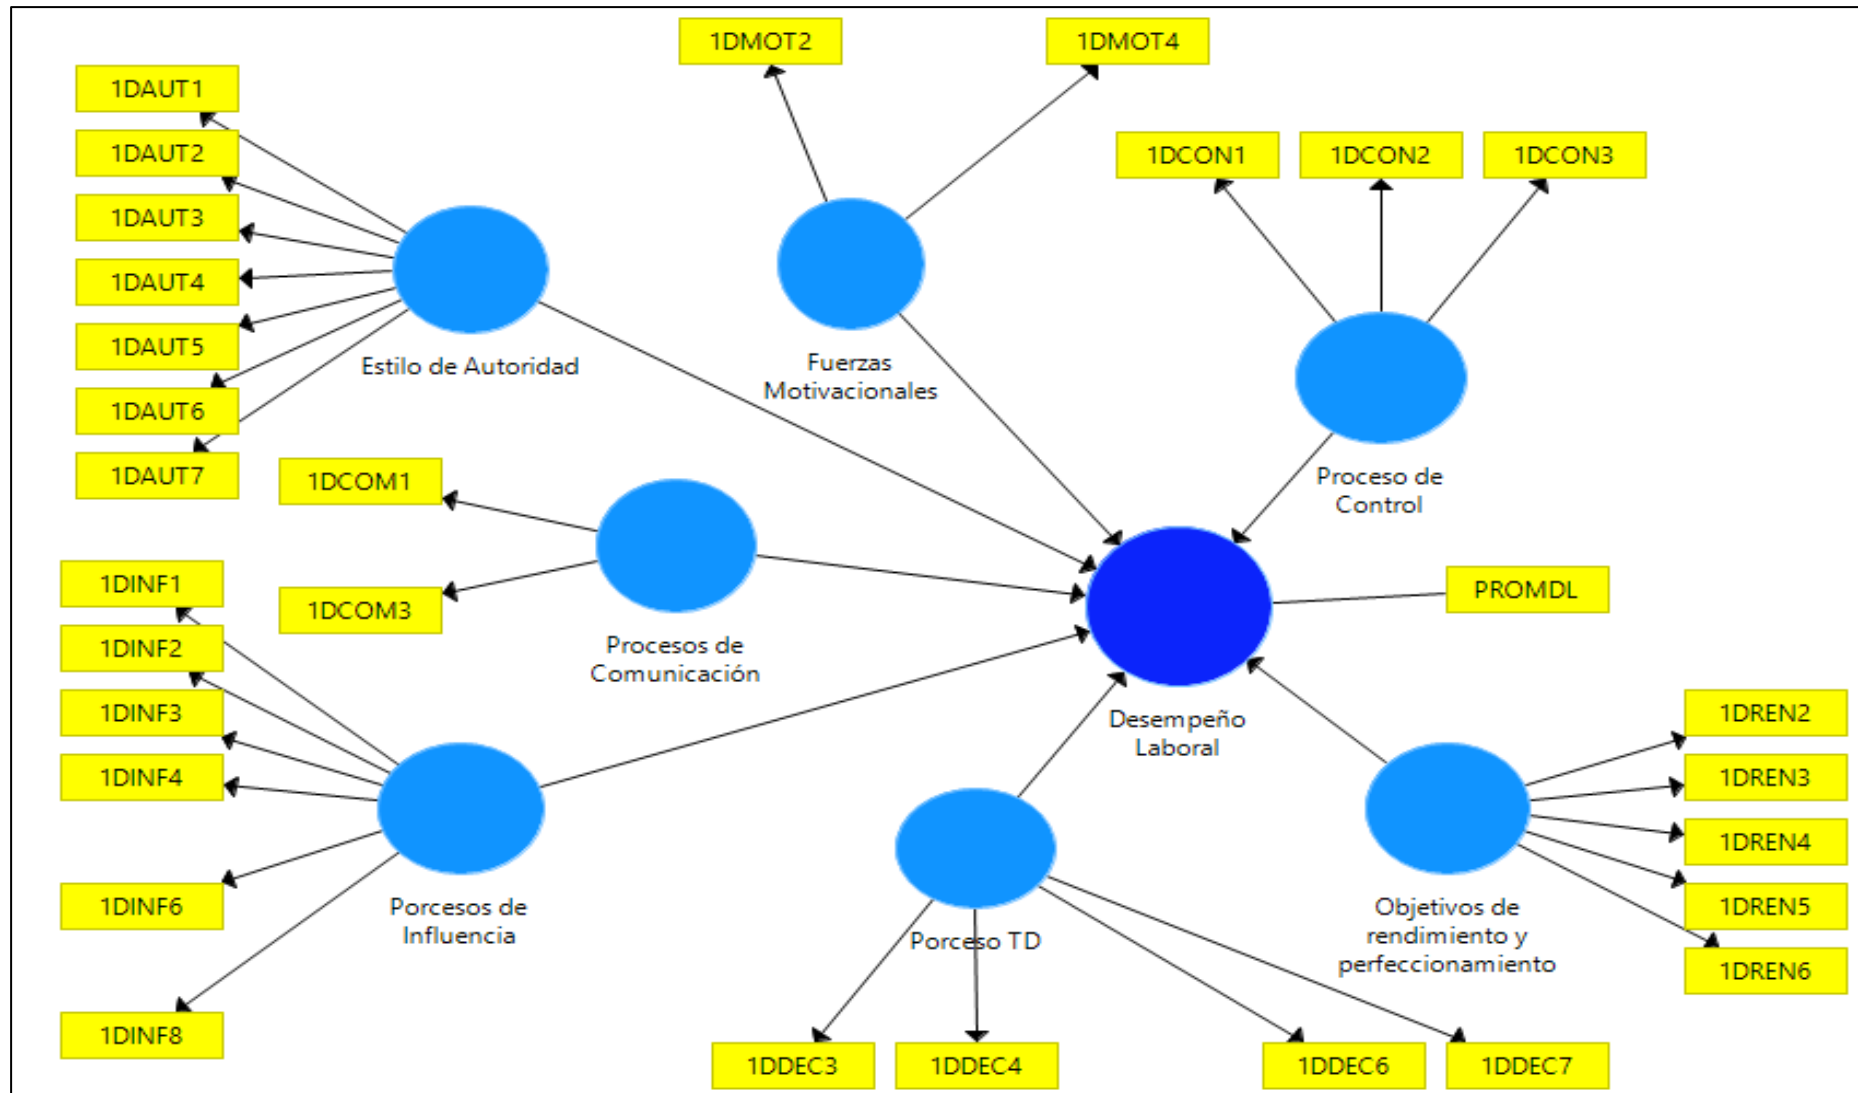 1DMOT2
1DMOT4
1DAUT1
1DAUT2
1DAUT3
1DAUT4
1DAUT5
1DAUT6
1DAUT7
1DCON1
1DCON2
1DCON3
Estilo de Autoridad
Fuerzas
Motivacionales
Proceso de
Control
1DCOM1
1DCOM3
Procesos de
Comunicación
1DINF1
1DINF2
1DINF3
1DINF4
1DINF6
1DINF8
Porcesos de
Influencia
PROMDL
Desempeño
Laboral
1DREN2
1DREN3
1DREN4
1DREN5
1DREN6
Objetivos de
rendimiento y
perfeccionamiento
Porceso TD
1DDEC3
1DDEC4
1DDEC6
1DDEC7